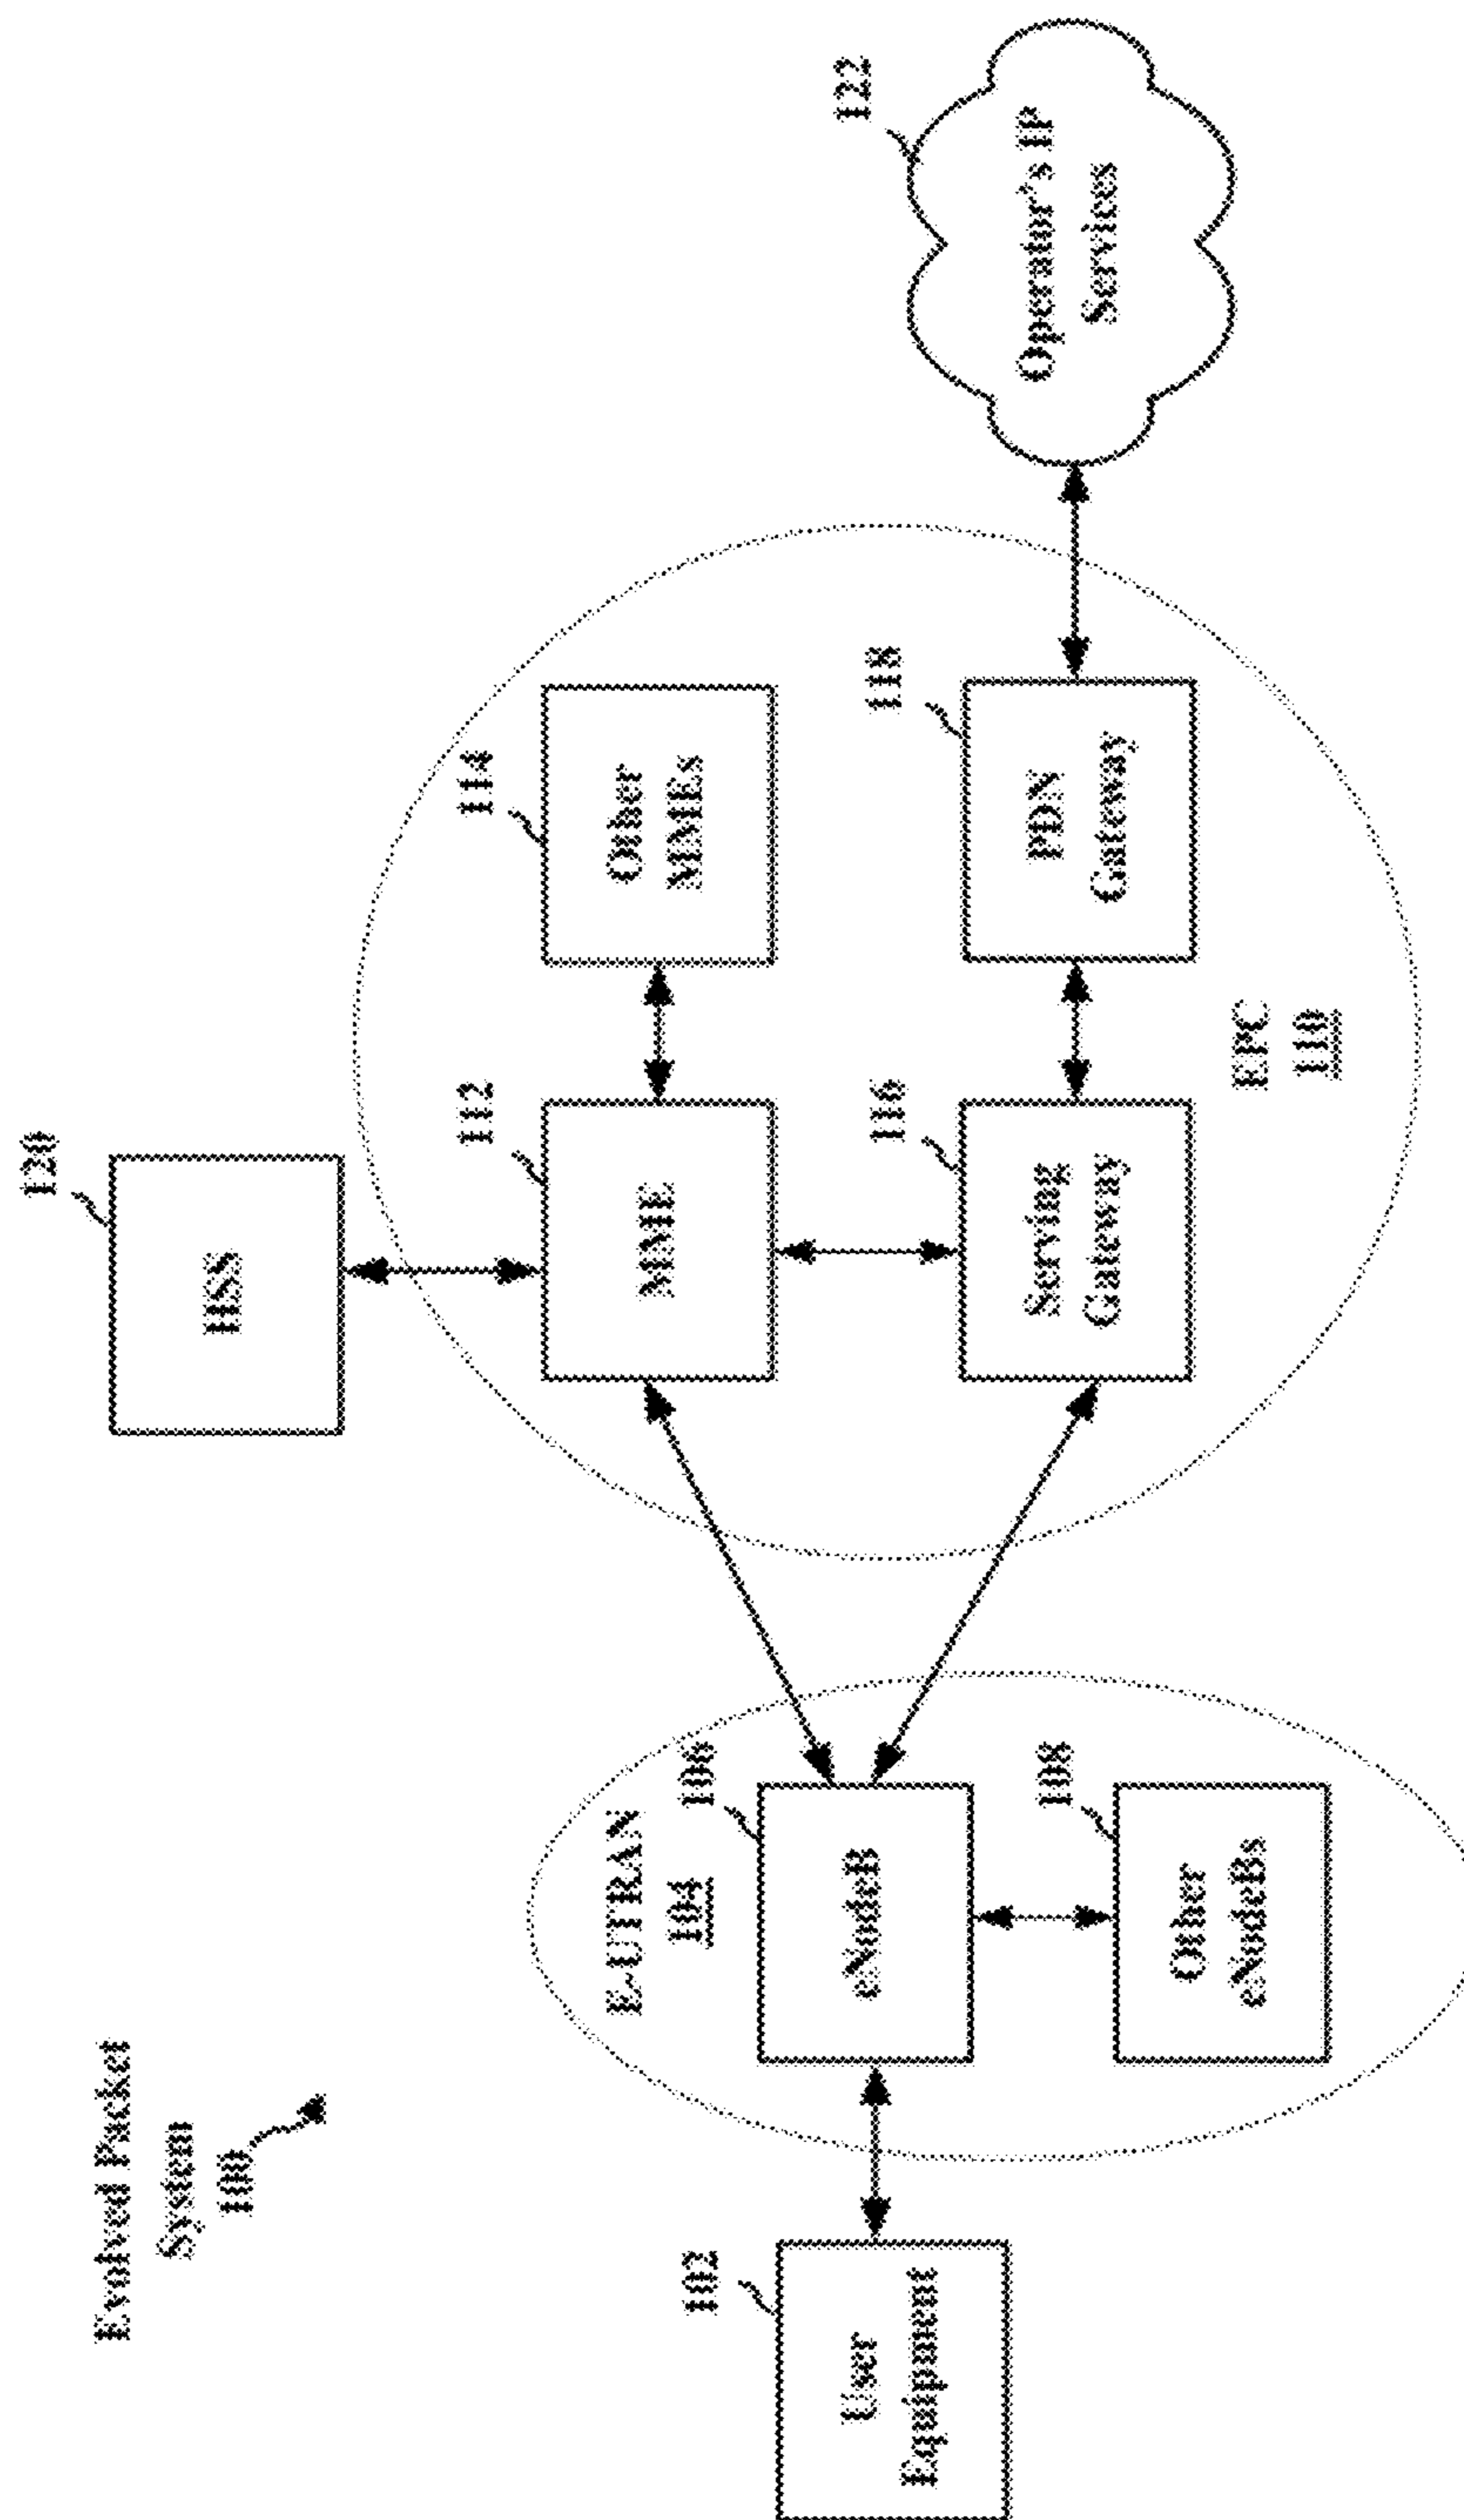 Evolved Packet
System
100
120
HSS
E-UTRAN
104
112
MME
114
Other
MMEs
102
User
Equipment
106
eNodeB
108
Other
eNodeBs
116
Serving
Gateway
118
PDN
Gateway
122
Operator's IP
Services
EPC
110